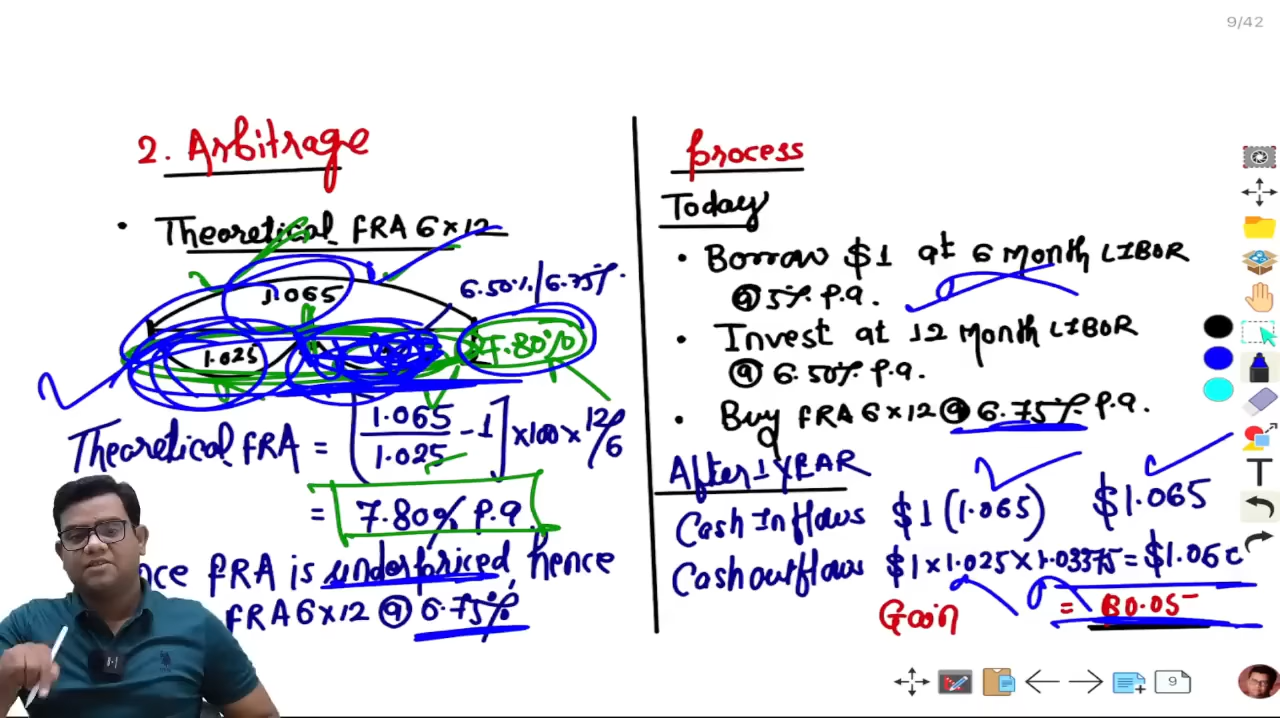 9/42
2. Arbitrage
• Theoretical FRA 6×12
6.50%/6.75%
1.065
1.025
7.80%
Theoretical FRA = [1.065/1.025 - 1] ×100 × 12/6
= 7.80% P.a.
FRA is underpriced, hence
FRA 6×12 @ 6.75%
Process
Today
• Borrow $1 at 6 Month LIBOR
@ 5% P.a.
• Invest at 12 Month LIBOR
@ 6.50% P.a.
• Buy FRA 6×12 @ 6.75% P.a.
After 1 YEAR
Cash Inflows $1(1.065) $1.065
Cash outflows $1×1.025×1.03375 = $1.06
Gain =
9